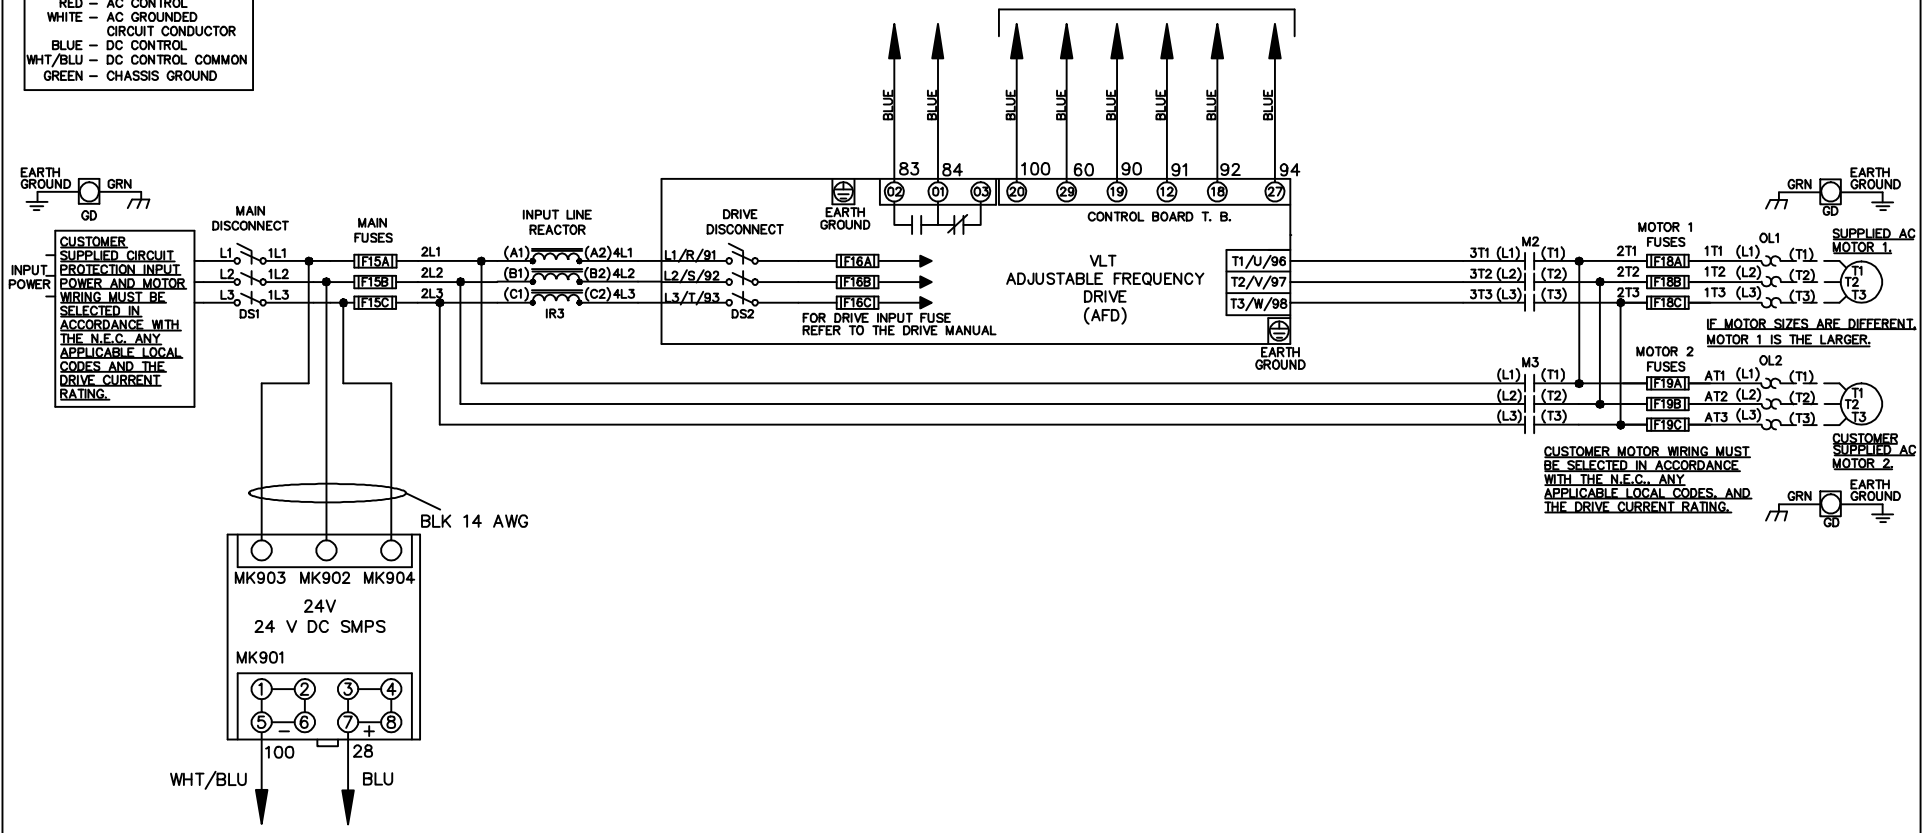 RED – AC CONTROL
WHITE – AC GROUNDED
CIRCUIT CONDUCTOR
BLUE – DC CONTROL
WHT/BLU – DC CONTROL COMMON
GREEN – CHASSIS GROUND
BLUE BLUE BLUE BLUE BLUE BLUE BLUE BLUE
83 84 100 60 90 91 92 94
02 01 03 20 29 19 12 18 27
CONTROL BOARD T. B.
EARTH
GROUND
GRN
GD
INPUT
POWER
CUSTOMER
SUPPLIED CIRCUIT
PROTECTION INPUT
POWER AND MOTOR
WIRING MUST BE
SELECTED IN
ACCORDANCE WITH
THE N.E.C. ANY
APPLICABLE LOCAL
CODES AND THE
DRIVE CURRENT
RATING.
MAIN
DISCONNECT
L1 1L1
L2 1L2
L3 1L3
DS1
MAIN
FUSES
F15A
F15B
F15C
2L1
2L2
2L3
INPUT LINE
REACTOR
(A1) (A2)4L1
(B1) (B2)4L2
(C1) (C2)4L3
IR3
L1/R/91
L2/S/92
L3/T/93
DRIVE
DISCONNECT
DS2
EARTH
GROUND
F16A
F16B
F16C
FOR DRIVE INPUT FUSE
REFER TO THE DRIVE MANUAL
VLT
ADJUSTABLE FREQUENCY
DRIVE
(AFD)
T1/U/96
T2/V/97
T3/W/98
EARTH
GROUND
M2
3T1 (L1) (T1)
3T2 (L2) (T2)
3T3 (L3) (T3)
MOTOR 1
FUSES
2T1 F18A 1T1 (L1) (T1)
2T2 F18B 1T2 (L2) (T2)
2T3 F18C 1T3 (L3) (T3)
OL1
GRN
EARTH
GROUND
GD
SUPPLIED AC
MOTOR 1.
T1
T2
T3
IF MOTOR SIZES ARE DIFFERENT,
MOTOR 1 IS THE LARGER.
M3
(L1) (T1)
(L2) (T2)
(L3) (T3)
MOTOR 2
FUSES
OL2
F19A AT1 (L1) (T1)
F19B AT2 (L2) (T2)
F19C AT3 (L3) (T3)
T1
T2
T3
CUSTOMER
SUPPLIED AC
MOTOR 2.
CUSTOMER MOTOR WIRING MUST
BE SELECTED IN ACCORDANCE
WITH THE N.E.C., ANY
APPLICABLE LOCAL CODES, AND
THE DRIVE CURRENT RATING.
GRN
EARTH
GROUND
GD
BLK 14 AWG
MK903 MK902 MK904
24V
24 V DC SMPS
MK901
1 2 3 4
5 6 7 8
– +
100 28
WHT/BLU BLU